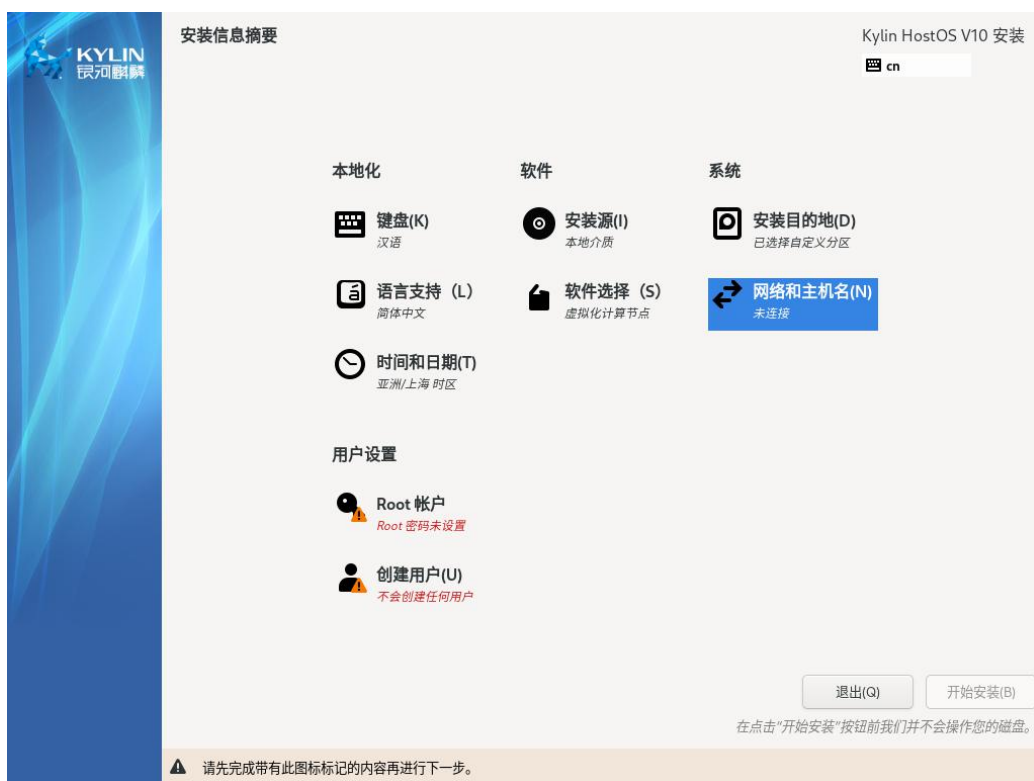 KYLIN
银河麒麟
安装信息摘要
Kylin HostOS V10 安装
cn
本地化
软件
系统
键盘(K)
汉语
安装源(I)
本地介质
安装目的地(D)
已选择自定义分区
语言支持（L）
简体中文
软件选择（S）
虚拟化计算节点
网络和主机名(N)
未连接
时间和日期(T)
亚洲/上海 时区
用户设置
Root 帐户
Root 密码未设置
创建用户(U)
不会创建任何用户
退出(Q)
开始安装(B)
在点击"开始安装"按钮前我们并不会操作您的磁盘。
请先完成带有此图标标记的内容再进行下一步。